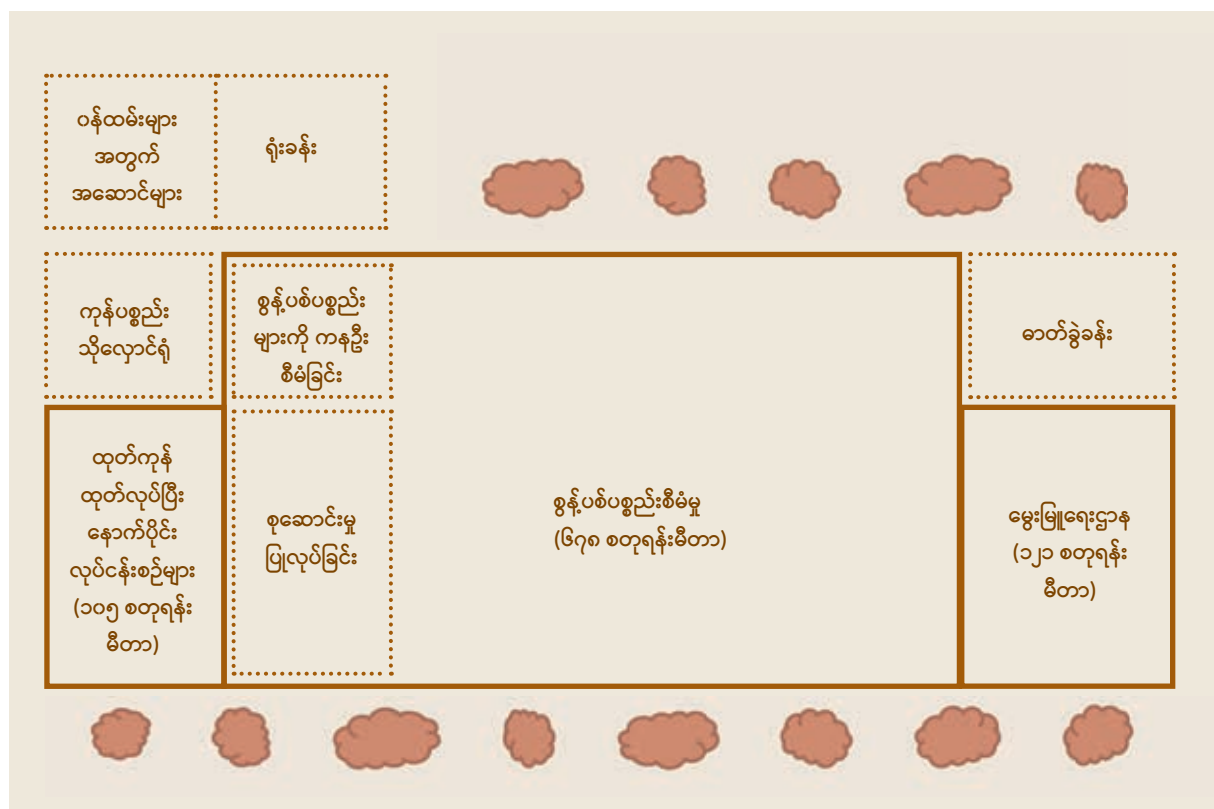 ဝန်ထမ်းများ
အတွက်
အဆောင်များ
ရုံးခန်း
ကုန်ပစ္စည်း
သိုလှောင်ရုံ
စွန့်ပစ်ပစ္စည်း
များကို ကနဦး
စီမံခြင်း
ဓာတ်ခွဲခန်း
ထုတ်ကုန်
ထုတ်လုပ်ပြီး
နောက်ပိုင်း
လုပ်ငန်းစဉ်များ
(၁၀၅ စတုရန်း
မီတာ)
စုဆောင်းမှု
ပြုလုပ်ခြင်း
စွန့်ပစ်ပစ္စည်းစီမံမှု
(၆၇၈ စတုရန်းမီတာ)
မွေးမြူရေးဌာန
(၁၂၁ စတုရန်း
မီတာ)